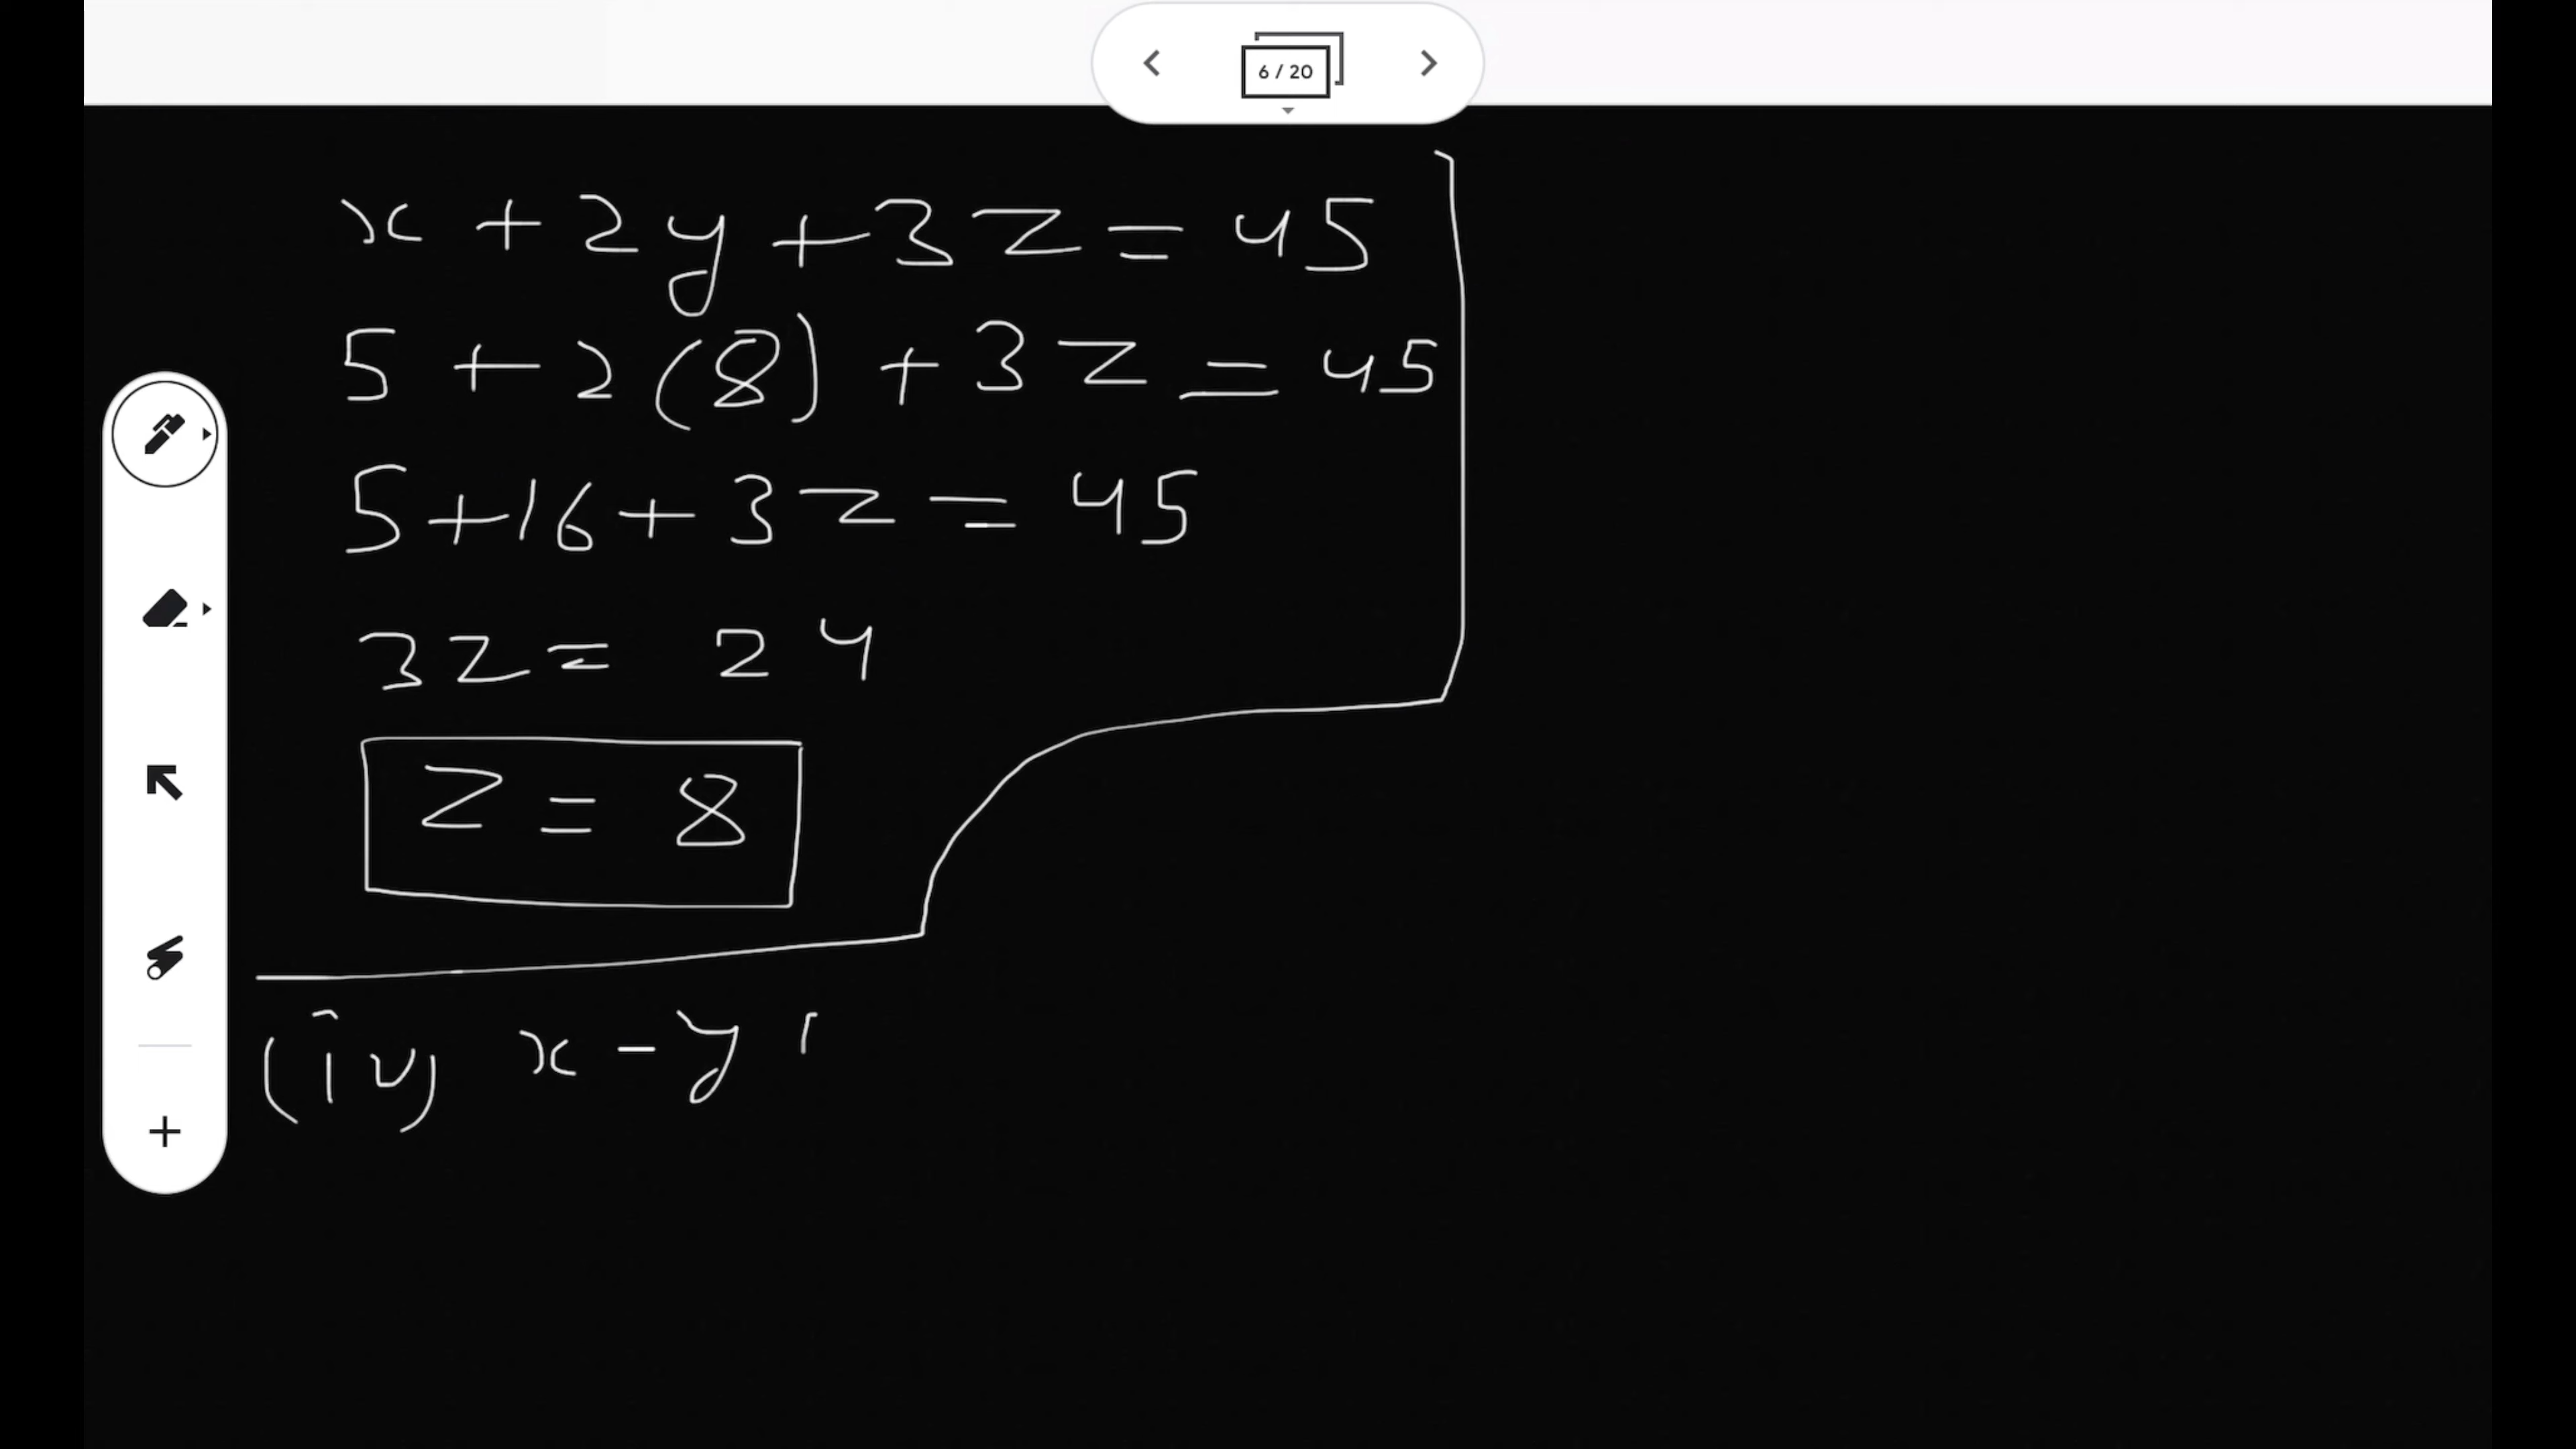 6 / 20
x + 2y + 3z = 45
5 + 2(8) + 3z = 45
5 + 16 + 3z = 45
3z = 24
z = 8
(iv) x - y